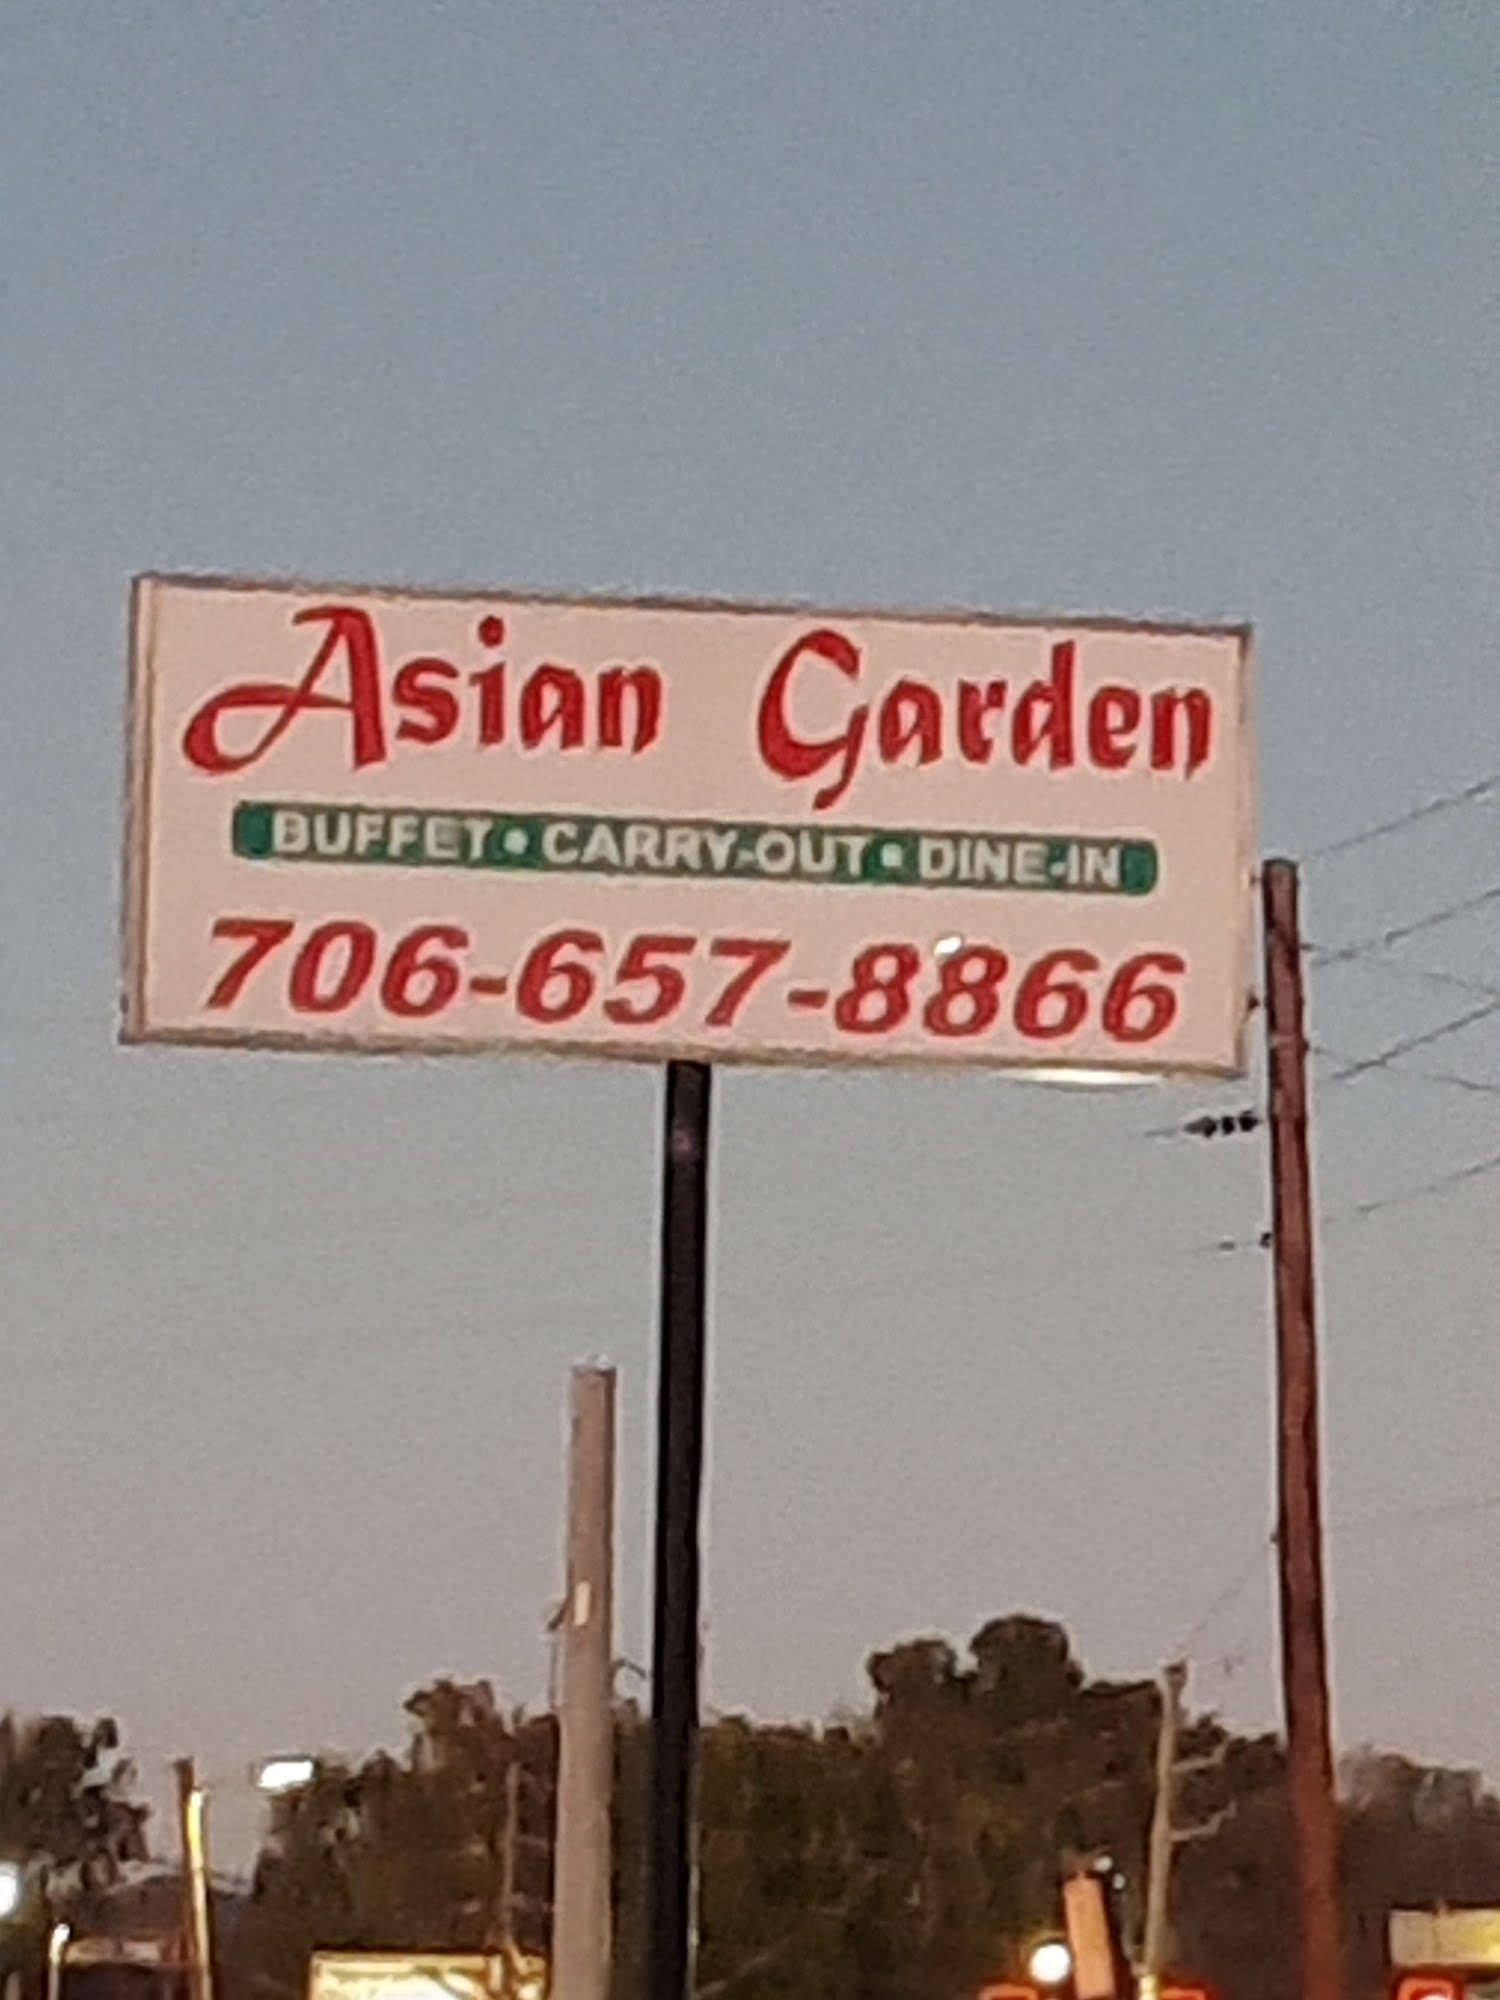 Asian Garden
BUFFET • CARRY-OUT • DINE-IN
706-657-8866